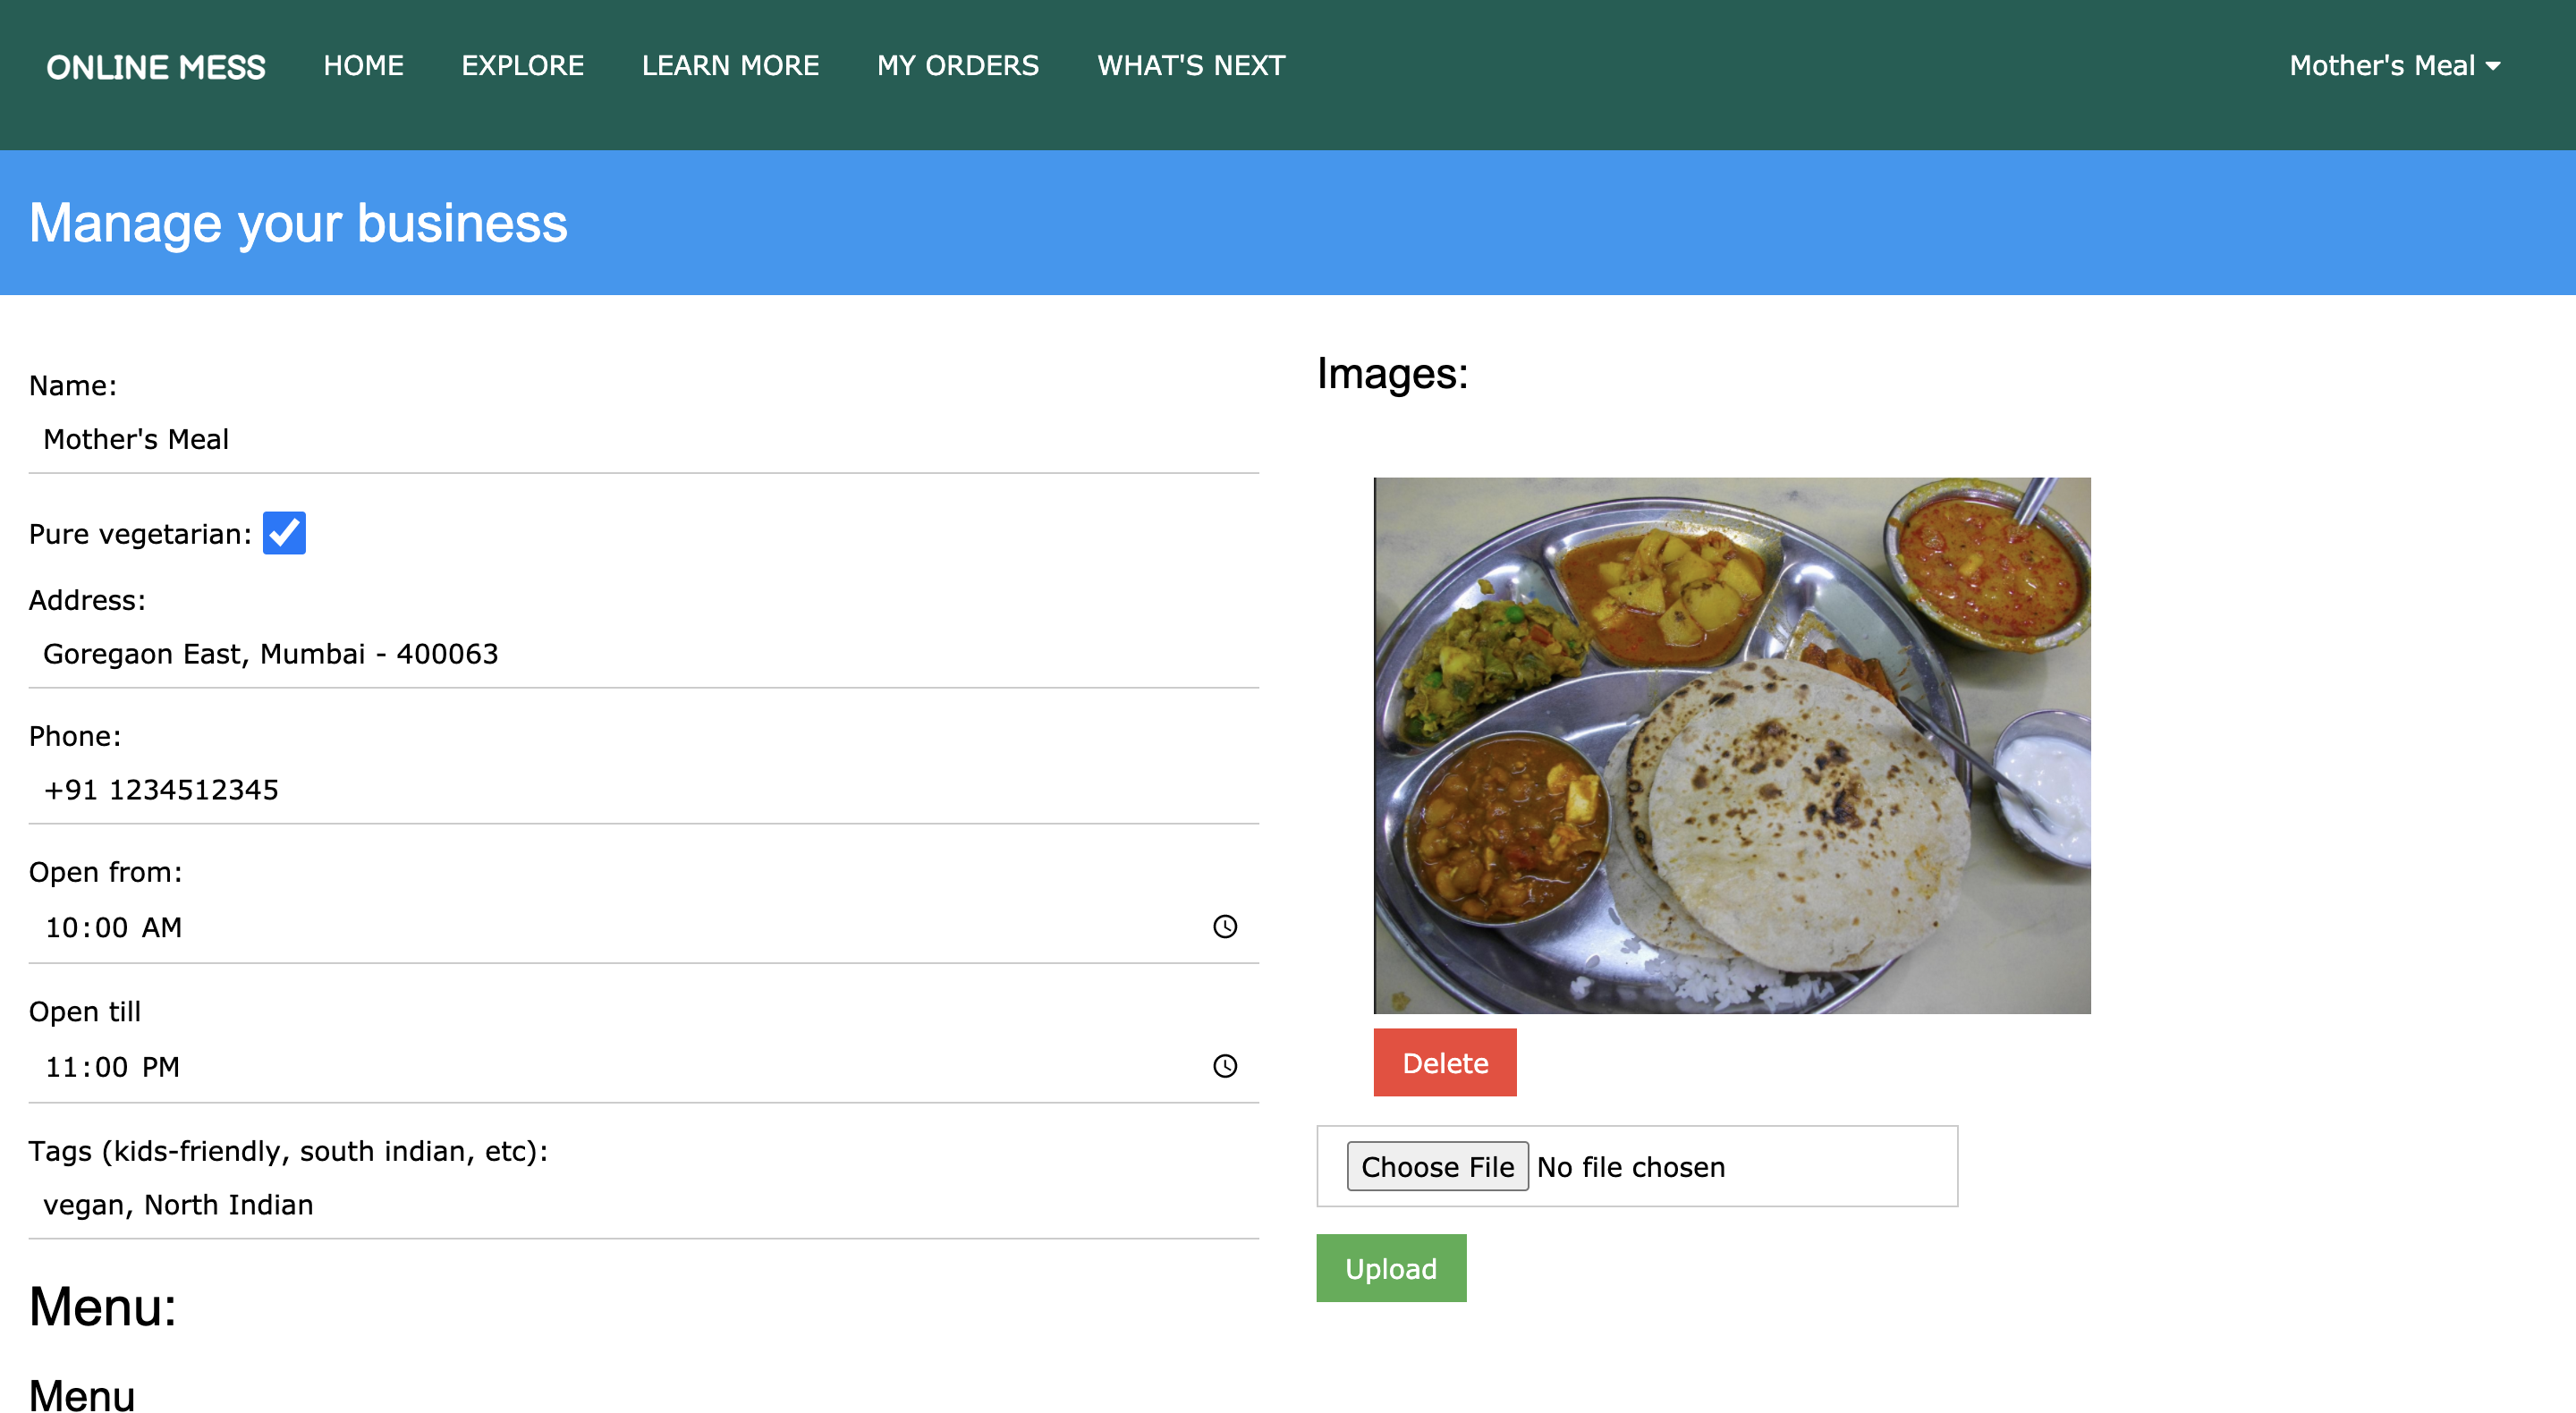 ONLINE MESS HOME EXPLORE LEARN MORE MY ORDERS WHAT'S NEXT Mother's Meal
Manage your business
Name:
Mother's Meal
Pure vegetarian:
Address:
Goregaon East, Mumbai - 400063
Phone:
+91 1234512345
Open from:
10:00 AM
Open till
11:00 PM
Tags (kids-friendly, south indian, etc):
vegan, North Indian
Menu:
Menu
Images:
Delete
Choose File No file chosen
Upload